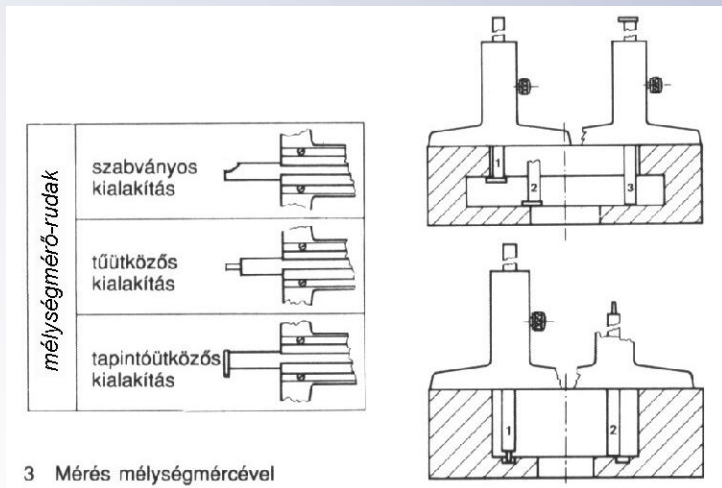 mélységmérő-rudak
szabványos
kialakítás
tűütközős
kialakítás
tapintóütközős
kialakítás
3 Mérés mélységmércével
1
2
3
1
2